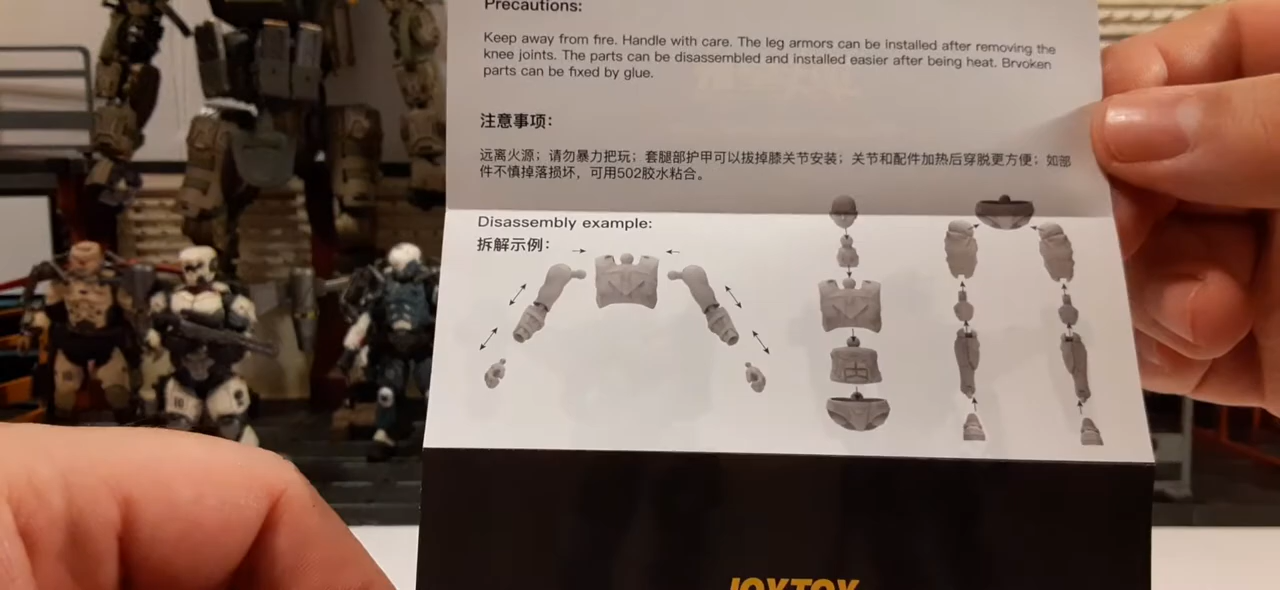 Precautions:
Keep away from fire. Handle with care. The leg armors can be installed after removing the
knee joints. The parts can be disassembled and installed easier after being heat. Brvoken
parts can be fixed by glue.
注意事项：
远离火源；请勿暴力把玩；套腿部护甲可以拔掉膝关节安装；关节和配件加热后穿脱更方便；如部
件不慎掉落损坏，可用502胶水粘合。
Disassembly example:
拆解示例：
JOYTOY